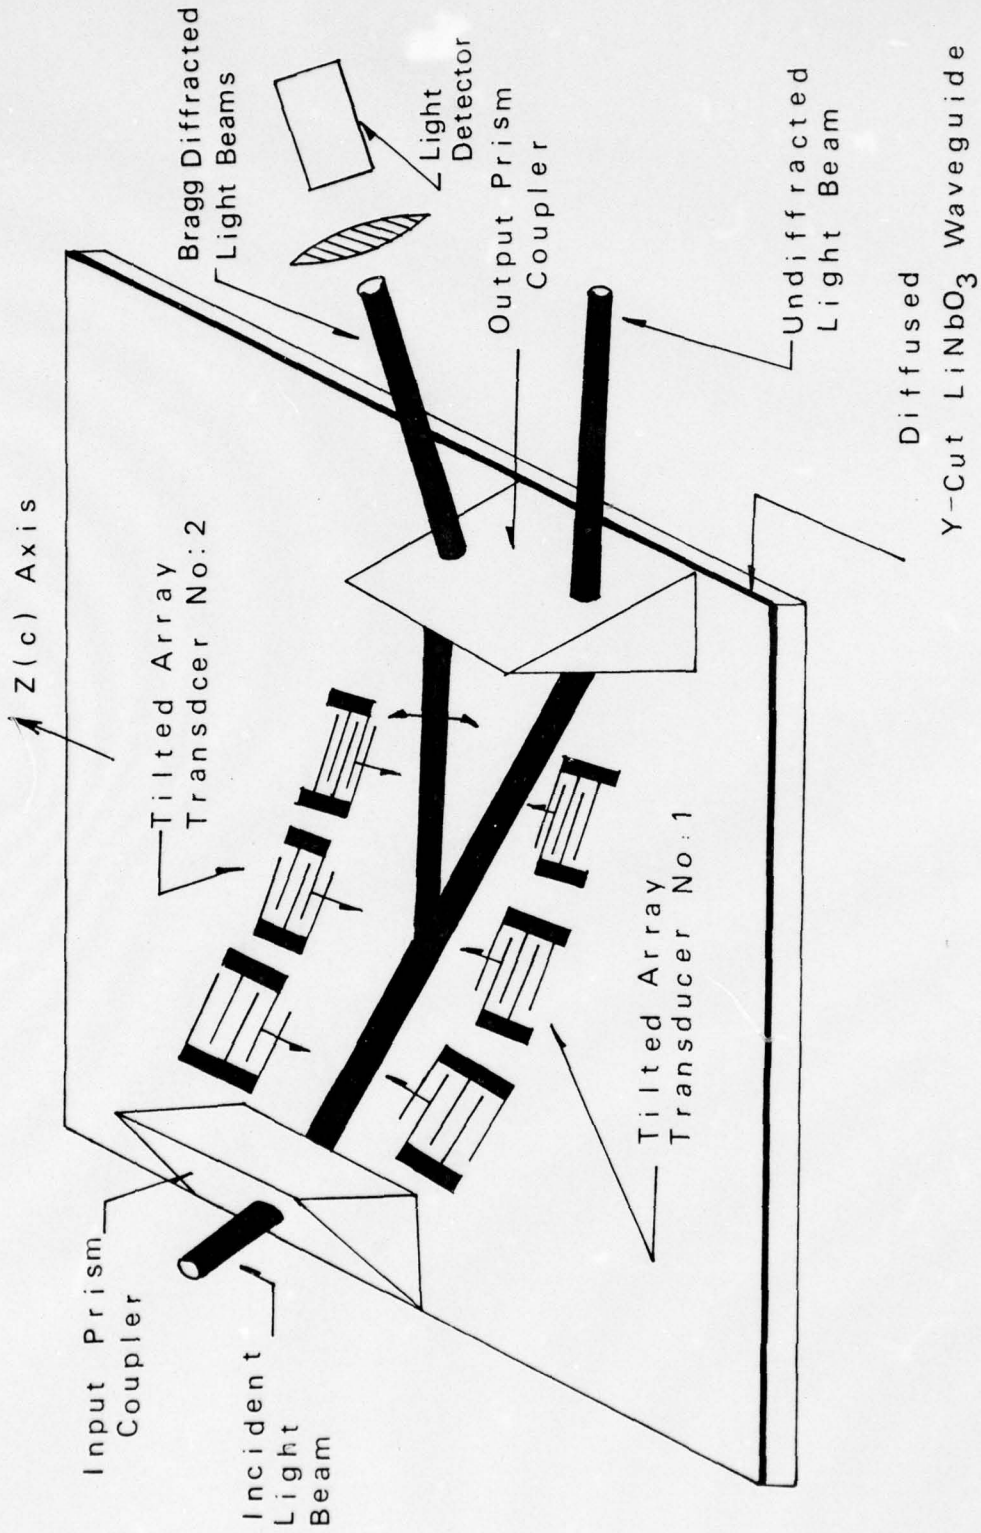 Z(c) Axis
Tilted Array
Transdcer No:2
Bragg Diffracted
Light Beams
Light
Detector
Output Prism
Coupler
Input Prism
Coupler
Incident
Light
Beam
Tilted Array
Transducer No:1
Undiffracted
Light Beam
Diffused
Y-Cut LiNbO3 Waveguide